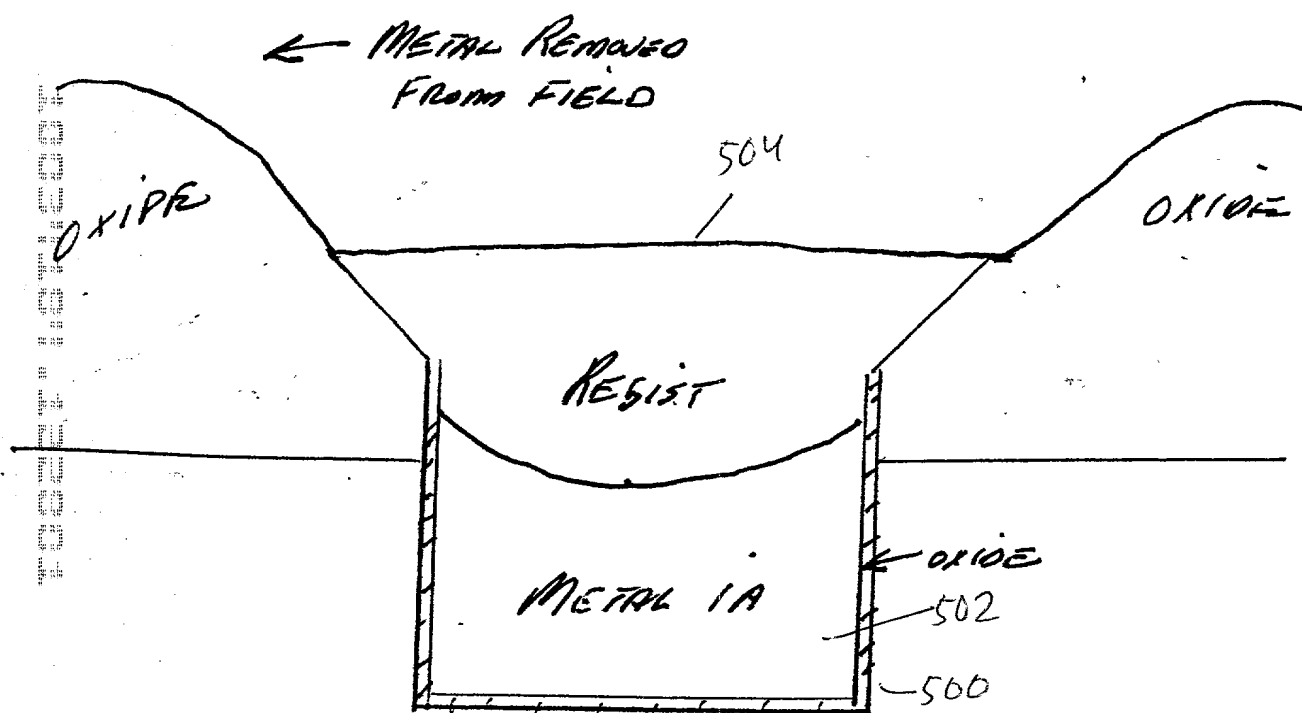 ← METAL REMOVED
FROM FIELD
504
OXIDE
OXIDE
RESIST
← OXIDE
METAL 1A
502
500